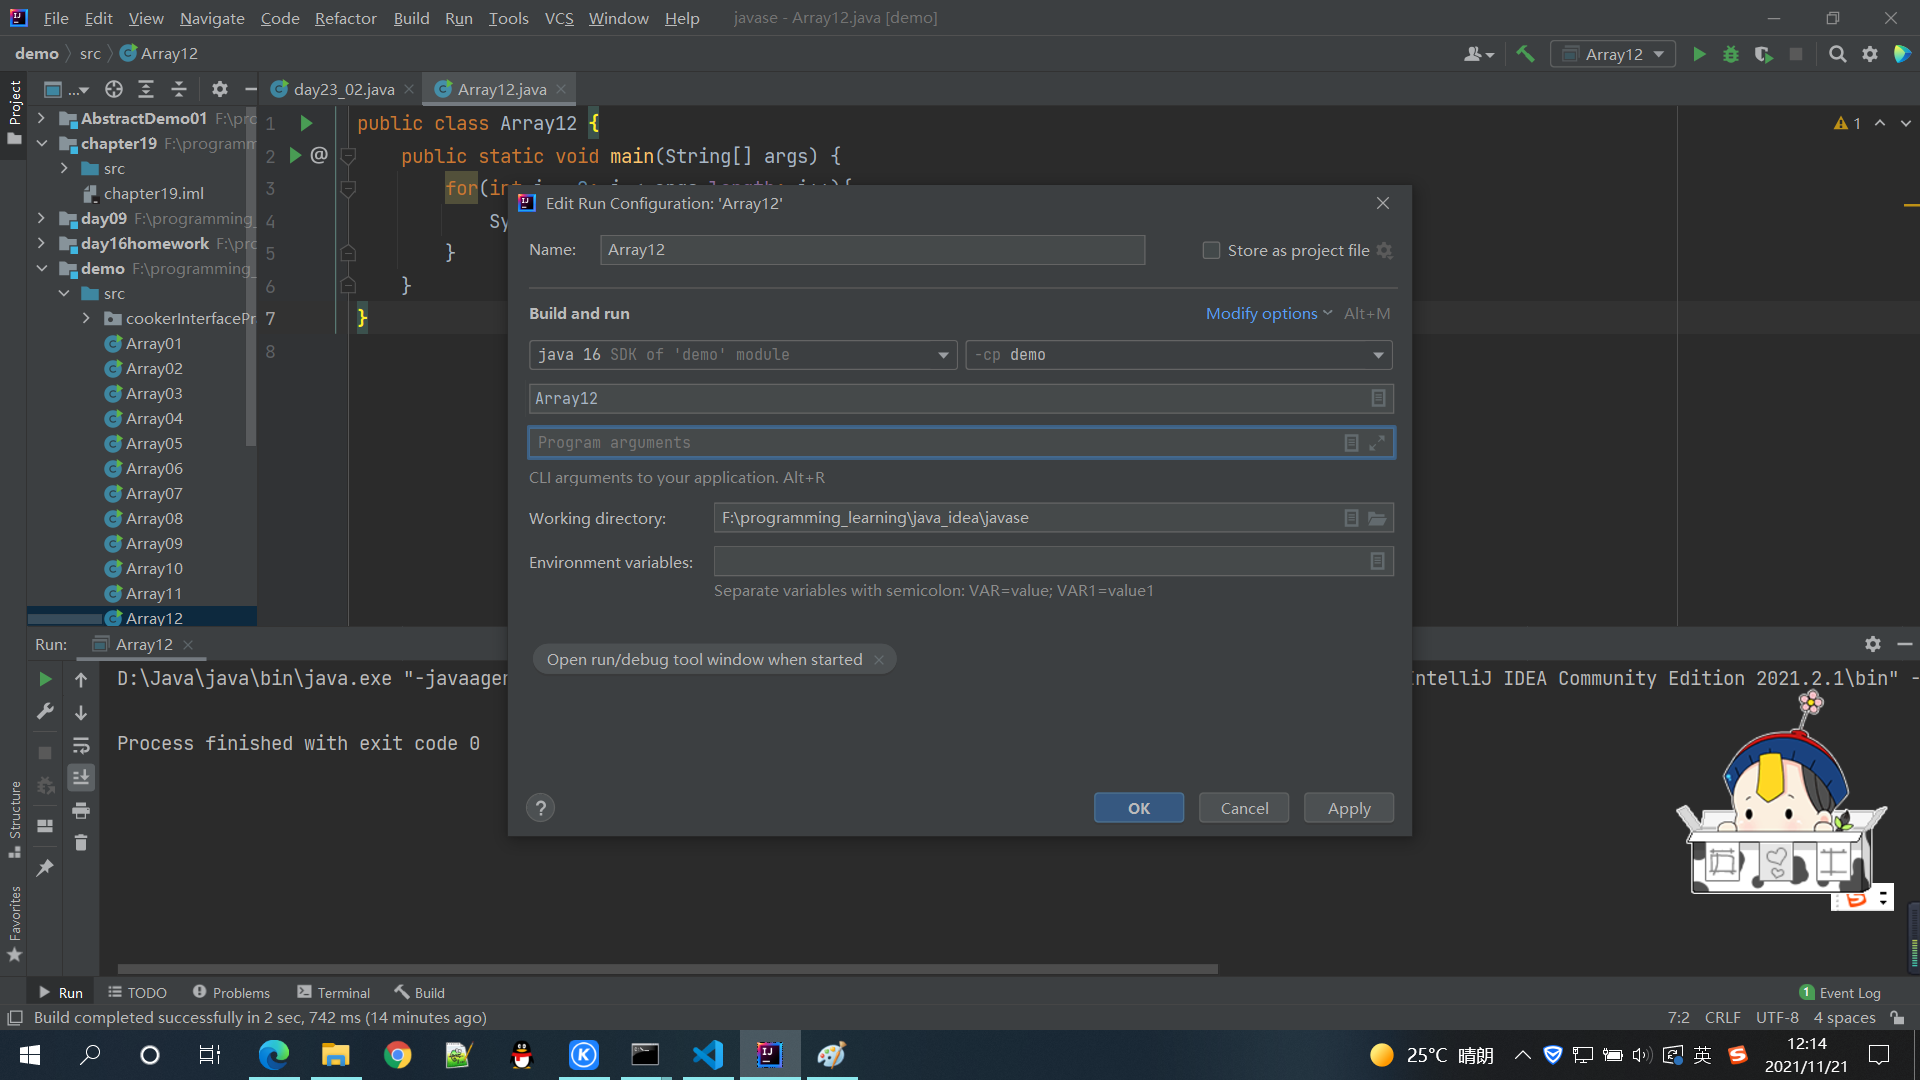 File Edit View Navigate Code Refactor Build Run Tools VCS Window Help javase - Array12.java [demo]
demo src Array12
Array12
Project
...
day23_02.java
Array12.java
AbstractDemo01 F:\pro
chapter19 F:\programm
src
chapter19.iml
day09 F:\programming_
day16homework F:\pro
demo F:\programming_
src
cookerInterfacePr
Array01
Array02
Array03
Array04
Array05
Array06
Array07
Array08
Array09
Array10
Array11
Array12
1 public class Array12 {
2 @ public static void main(String[] args) {
3 for(int
4 Sy
5 }
6 }
7 }
8
1
Edit Run Configuration: 'Array12'
Name: Array12 Store as project file
Build and run Modify options Alt+M
java 16 SDK of 'demo' module -cp demo
Array12
Program arguments
CLI arguments to your application. Alt+R
Working directory: F:\programming_learning\java_idea\javase
Environment variables:
Separate variables with semicolon: VAR=value; VAR1=value1
Open run/debug tool window when started
? OK Cancel Apply
Run: Array12
D:\Java\java\bin\java.exe "-javaagen
ntelliJ IDEA Community Edition 2021.2.1\bin" -
Process finished with exit code 0
Structure
Favorites
Run TODO Problems Terminal Build 1 Event Log
Build completed successfully in 2 sec, 742 ms (14 minutes ago) 7:2 CRLF UTF-8 4 spaces
25°C 晴朗 英 12:14
2021/11/21